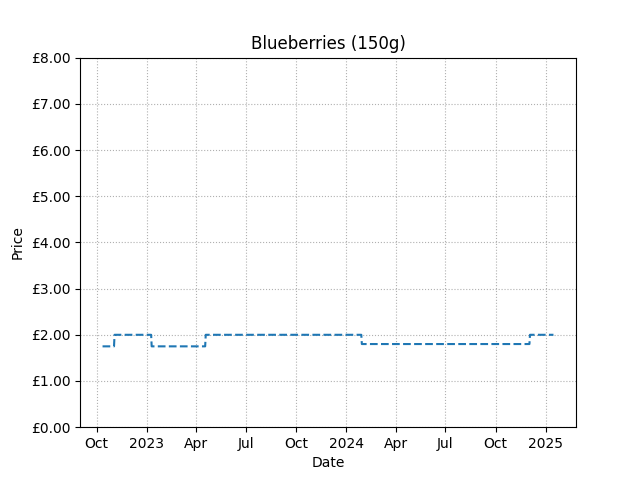 Blueberries (150g)
£8.00
£7.00
£6.00
£5.00
£4.00
£3.00
£2.00
£1.00
£0.00
Price
Oct 2023 Apr Jul Oct 2024 Apr Jul Oct 2025
Date